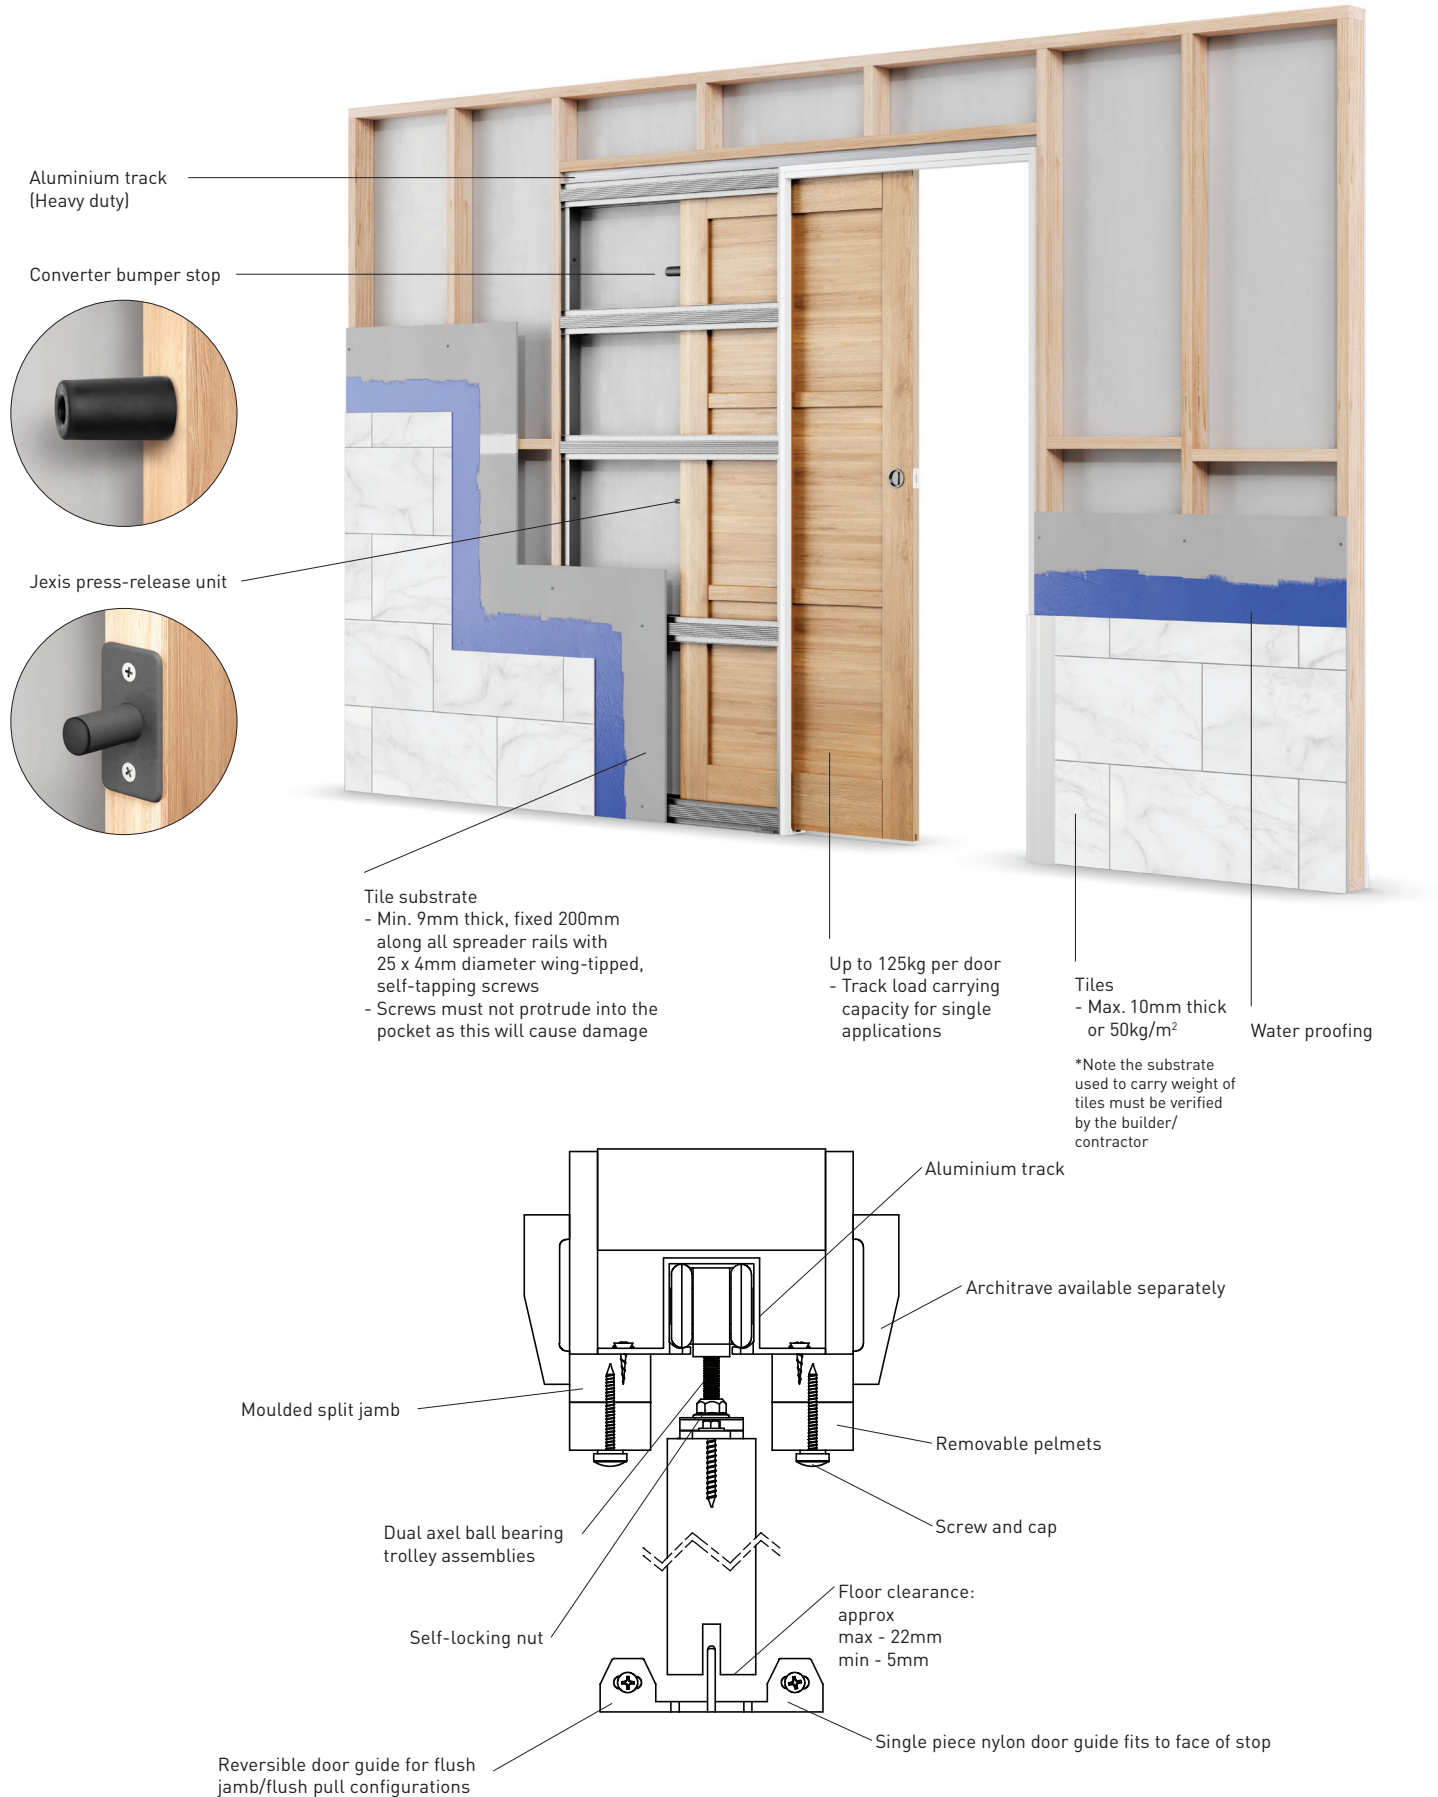 Aluminium track
(Heavy duty)
Converter bumper stop
Jexis press-release unit
Tile substrate
- Min. 9mm thick, fixed 200mm
along all spreader rails with
25 x 4mm diameter wing-tipped,
self-tapping screws
- Screws must not protrude into the
pocket as this will cause damage
Up to 125kg per door
- Track load carrying
capacity for single
applications
Tiles
- Max. 10mm thick
or 50kg/m²
*Note the substrate
used to carry weight of
tiles must be verified
by the builder/
contractor
Water proofing
Aluminium track
Architrave available separately
Moulded split jamb
Removable pelmets
Screw and cap
Dual axel ball bearing
trolley assemblies
Floor clearance:
approx
max - 22mm
min - 5mm
Self-locking nut
Single piece nylon door guide fits to face of stop
Reversible door guide for flush
jamb/flush pull configurations